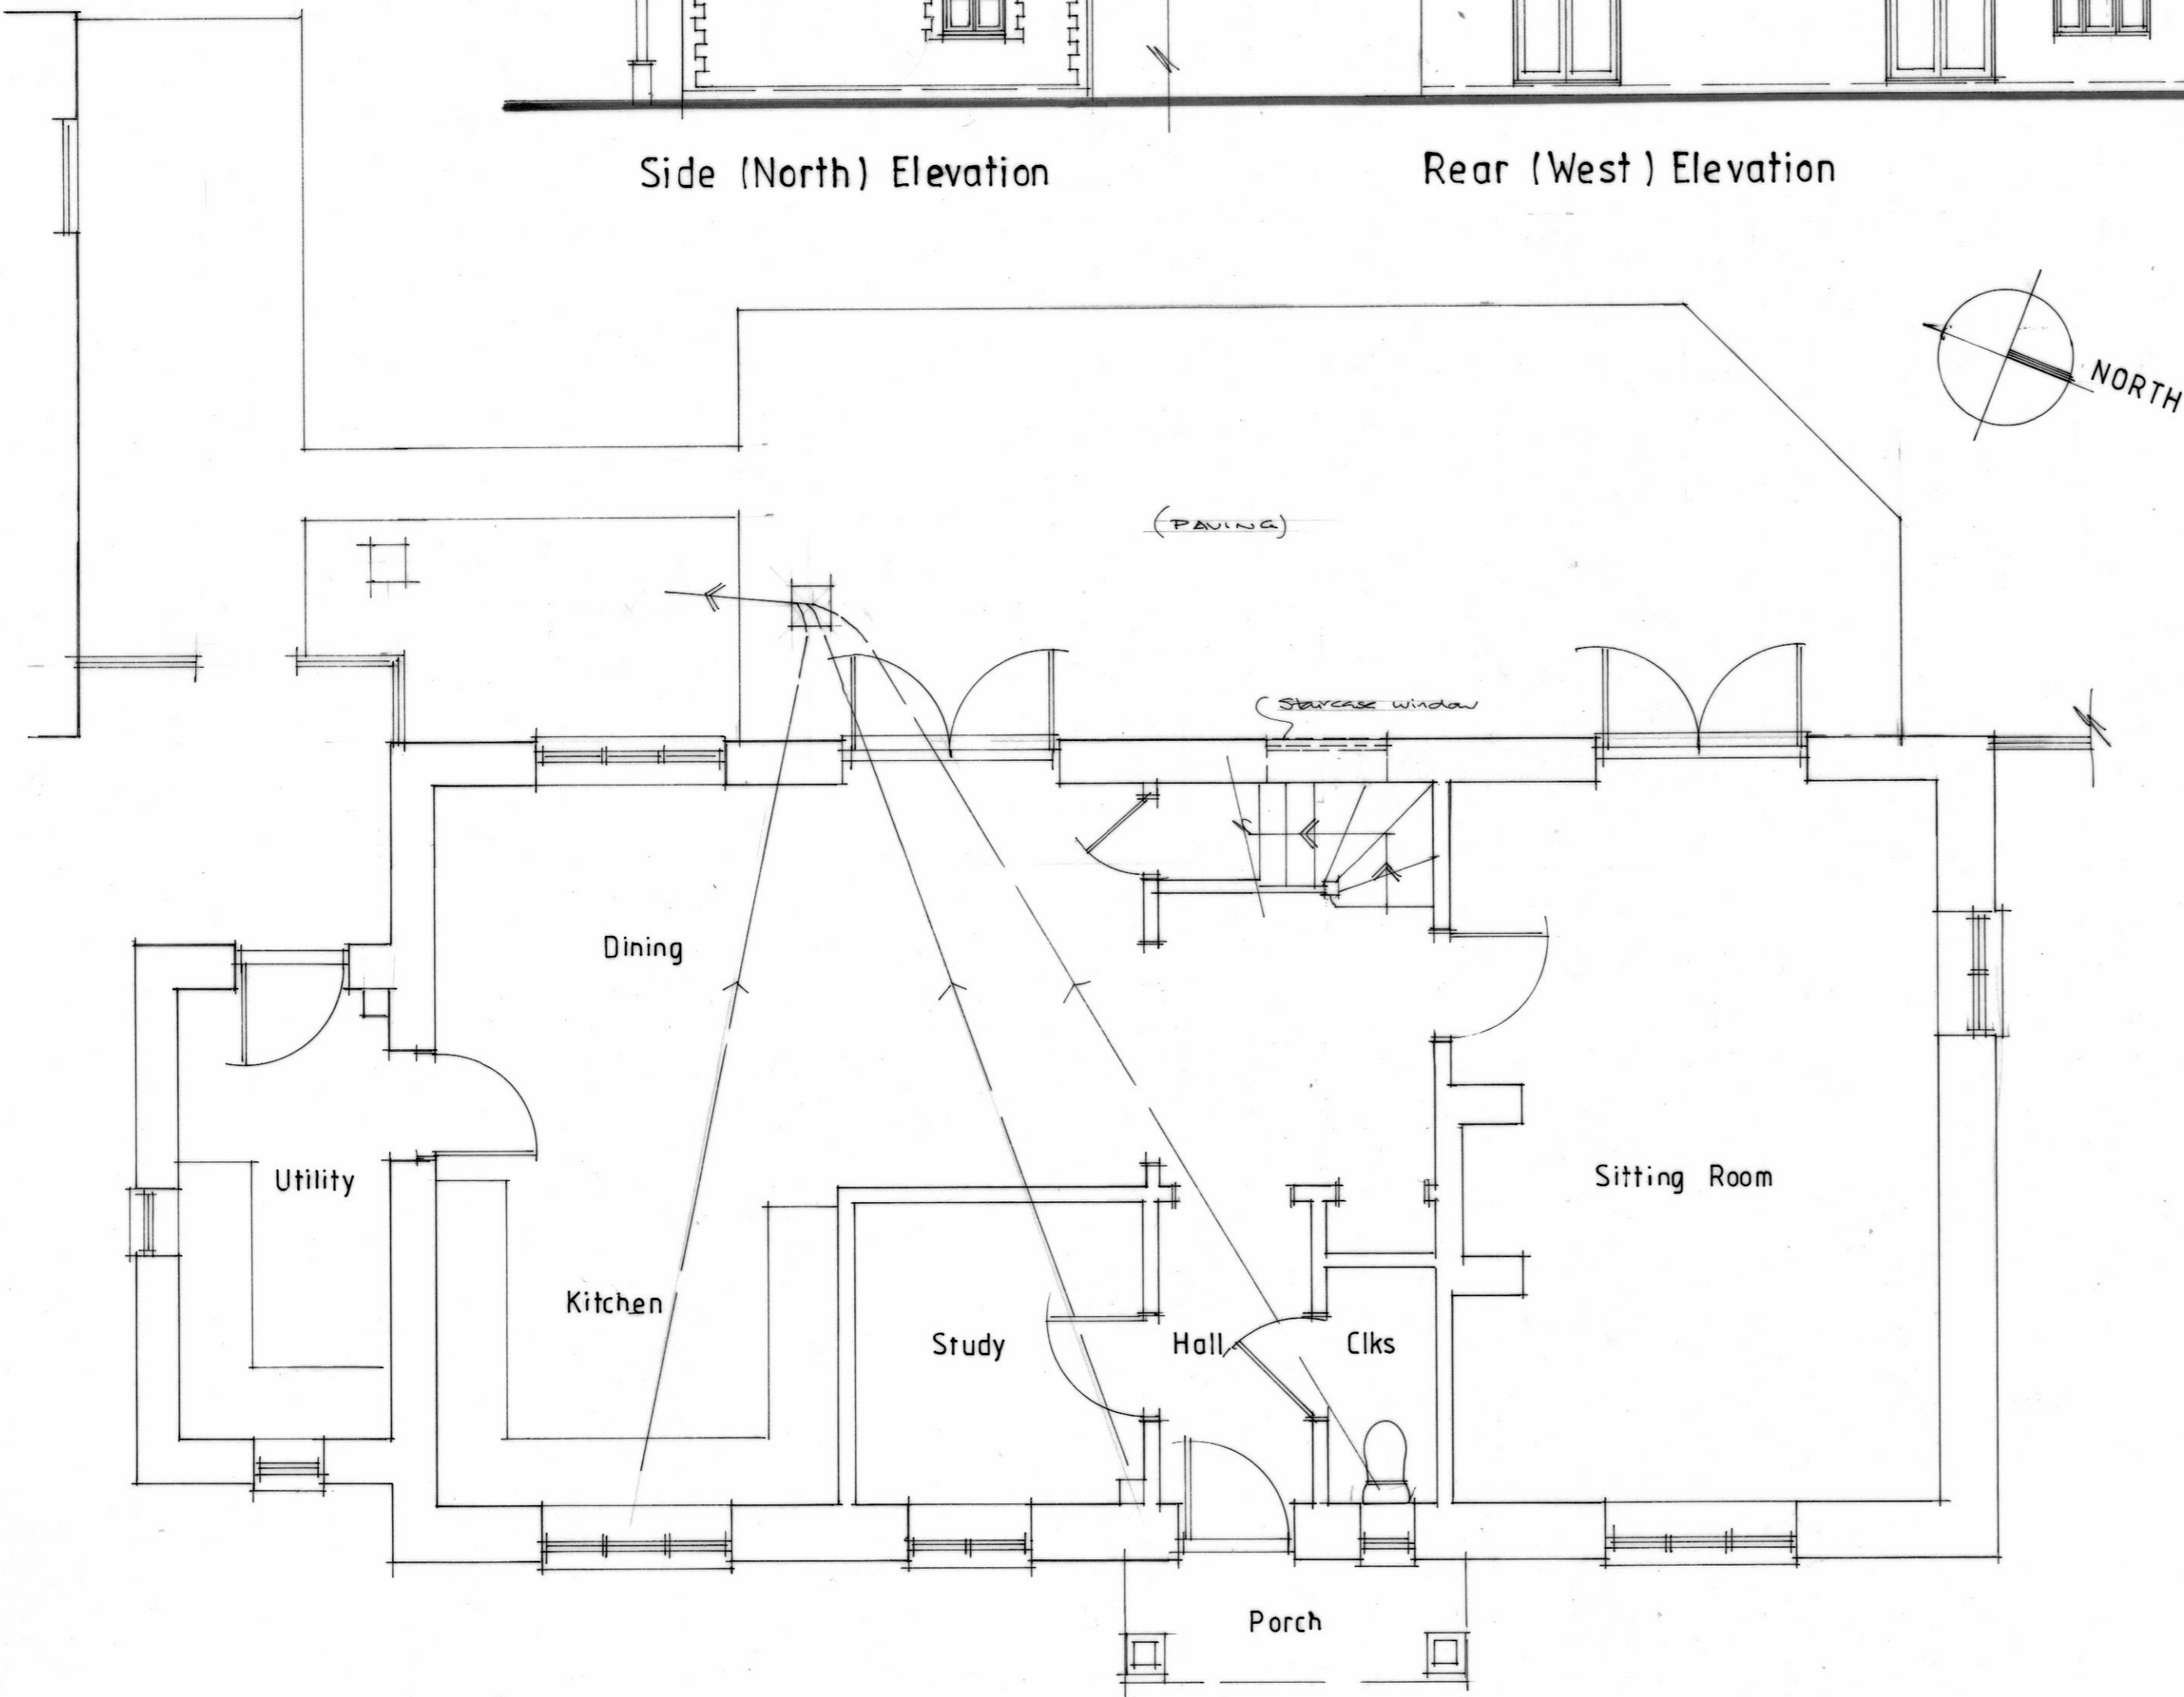 Side (North) Elevation
Rear (West) Elevation
NORTH
(PAVING)
Staircase window
Dining
Utility
Sitting Room
Kitchen
Study
Hall
Clks
Porch